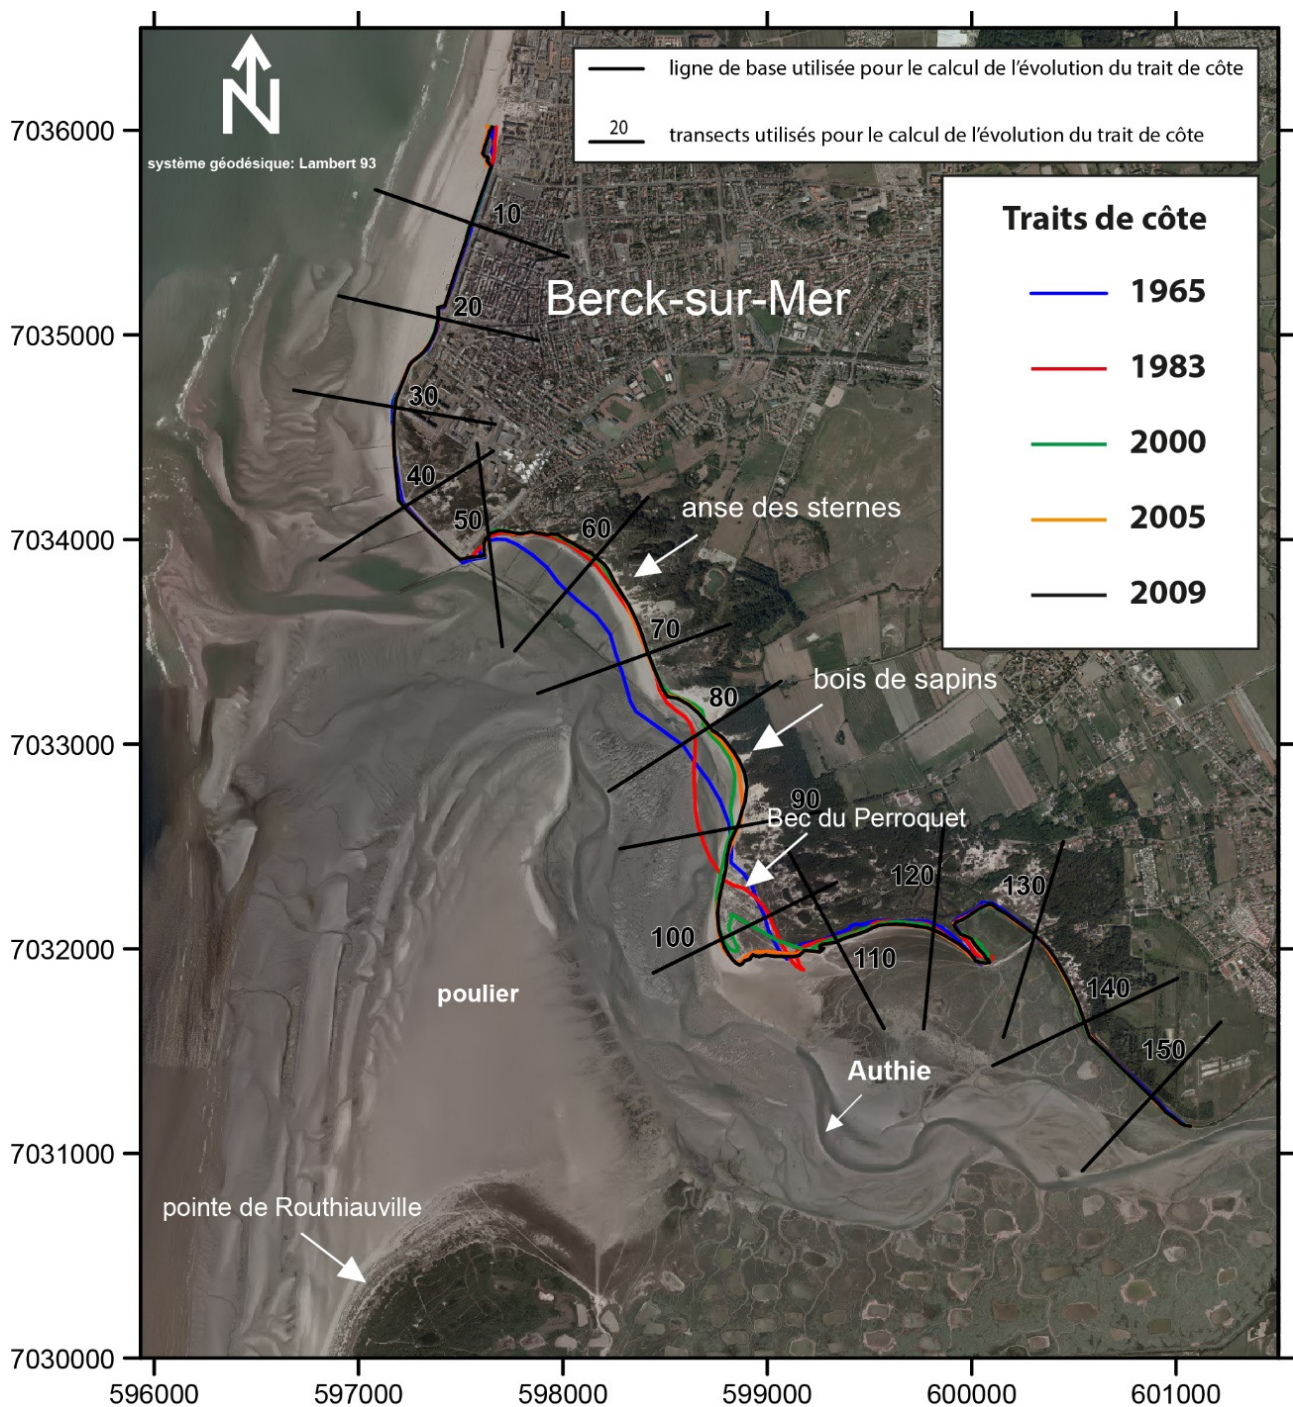 N
système géodésique: Lambert 93
ligne de base utilisée pour le calcul de l'évolution du trait de côte
20
transects utilisés pour le calcul de l'évolution du trait de côte
Traits de côte
1965
1983
2000
2005
2009
7036000
7035000
7034000
7033000
7032000
7031000
7030000
10
Berck-sur-Mer
20
30
40
50
60
anse des sternes
70
bois de sapins
80
90
Bec du Perroquet
100
110
120
130
140
150
poulier
Authie
pointe de Routhiauville
596000
597000
598000
599000
600000
601000